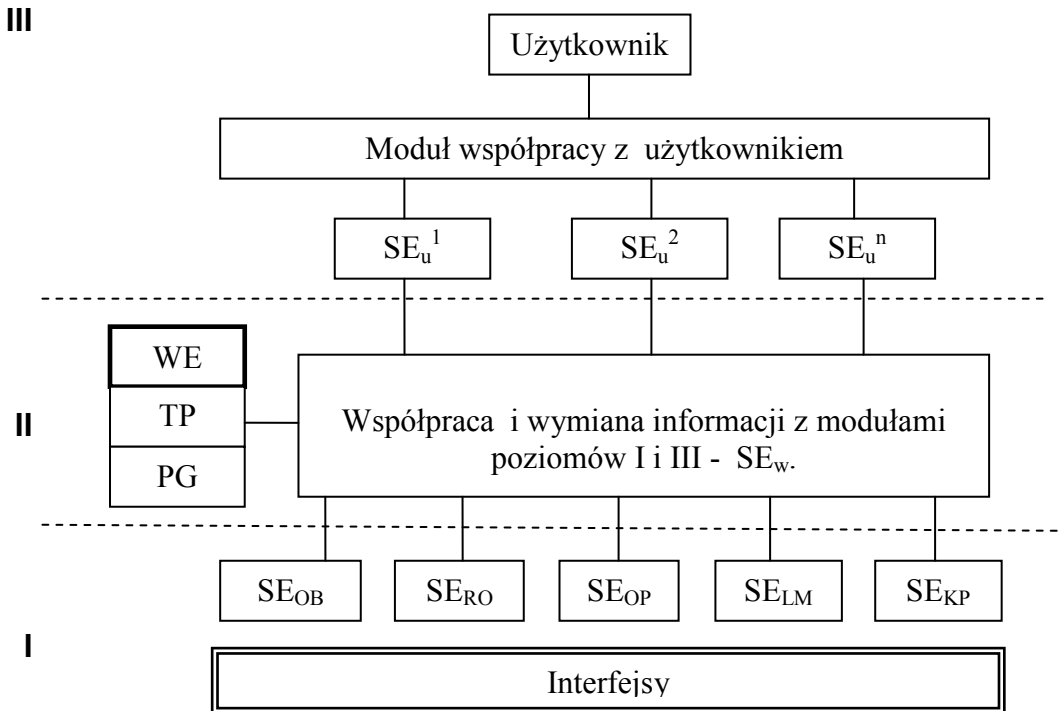 III
Użytkownik
Moduł współpracy z  użytkownikiem
SEu1
SEu2
SEun
WE
TP
PG
II
Współpraca  i wymiana informacji z modułami
poziomów I i III -  SEw.
SEOB
SERO
SEOP
SELM
SEKP
I
Interfejsy